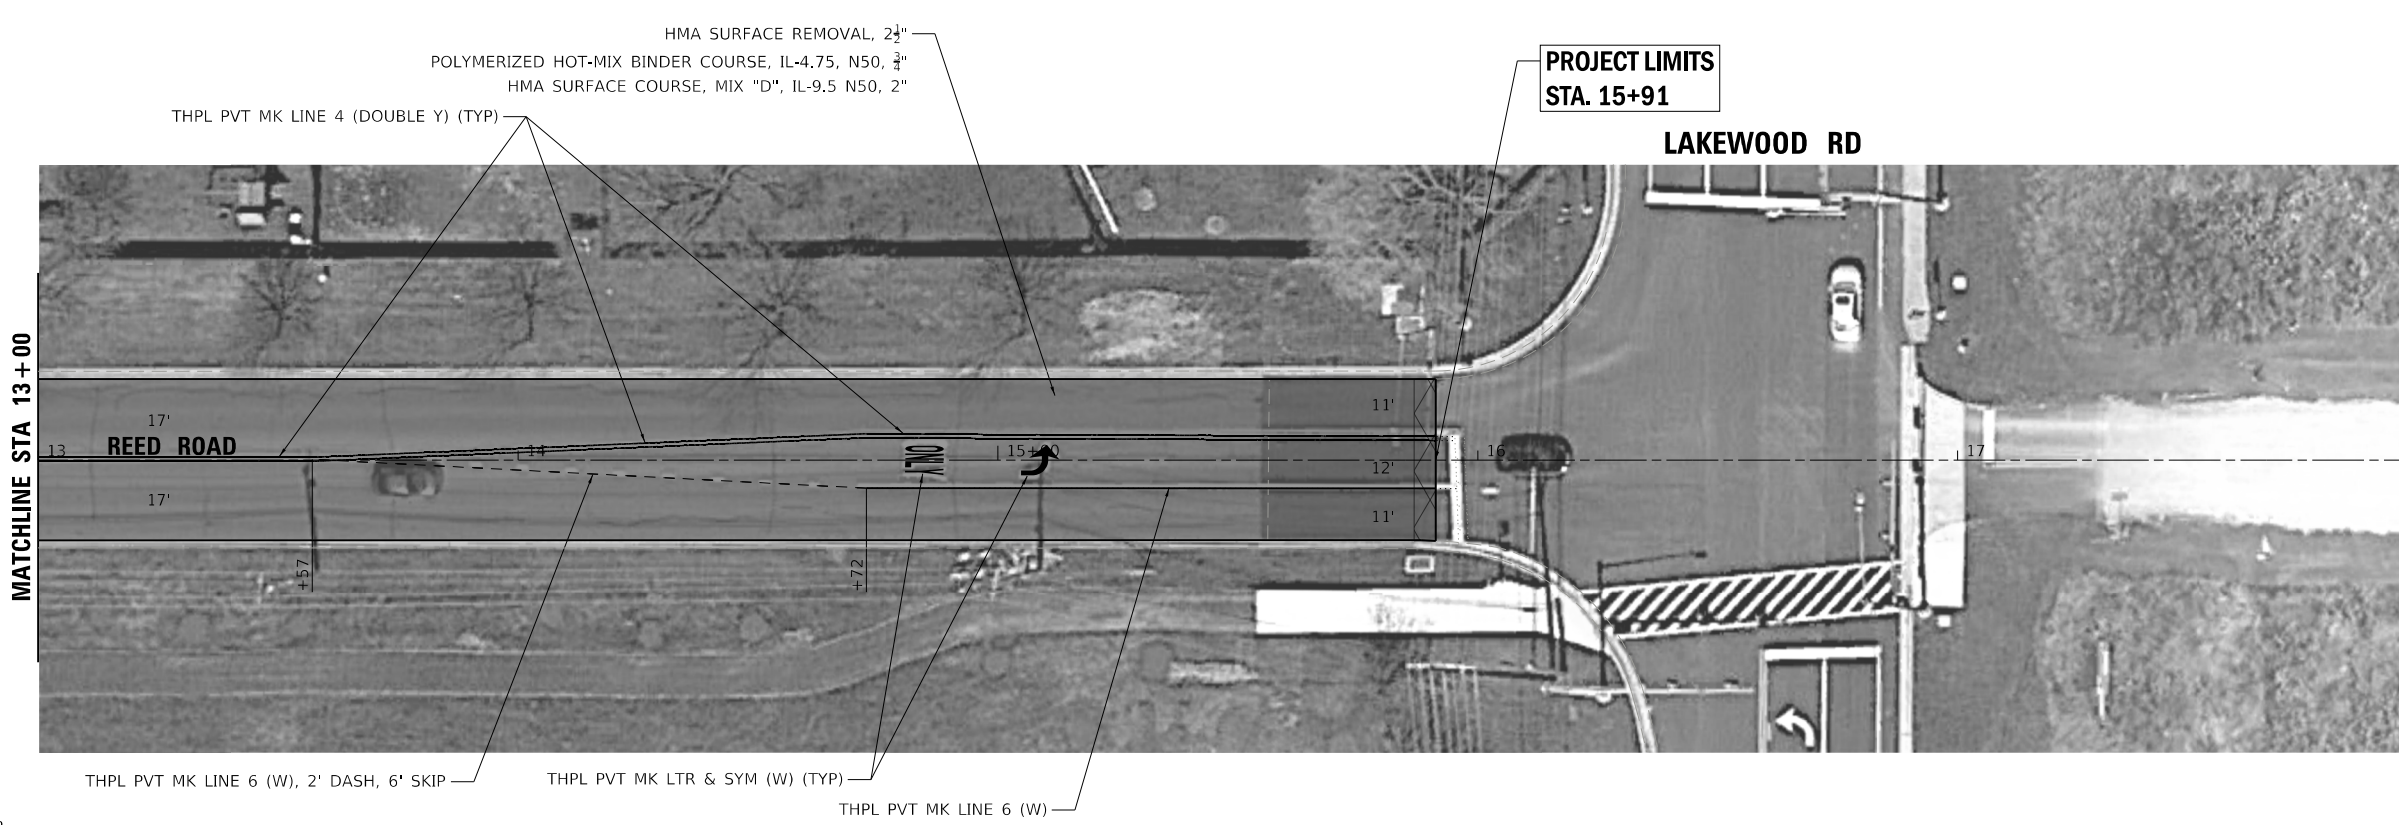 HMA SURFACE REMOVAL, 2½"
POLYMERIZED HOT-MIX BINDER COURSE, IL-4.75, N50, ¾"
HMA SURFACE COURSE, MIX "D", IL-9.5 N50, 2"
THPL PVT MK LINE 4 (DOUBLE Y) (TYP)
PROJECT LIMITS
STA. 15+91
LAKEWOOD RD
MATCHLINE STA 13+00
17'
11'
REED ROAD
13
14
15+00
16
17
ONLY
12'
17'
11'
+57
+72
THPL PVT MK LINE 6 (W), 2' DASH, 6' SKIP
THPL PVT MK LTR & SYM (W) (TYP)
THPL PVT MK LINE 6 (W)